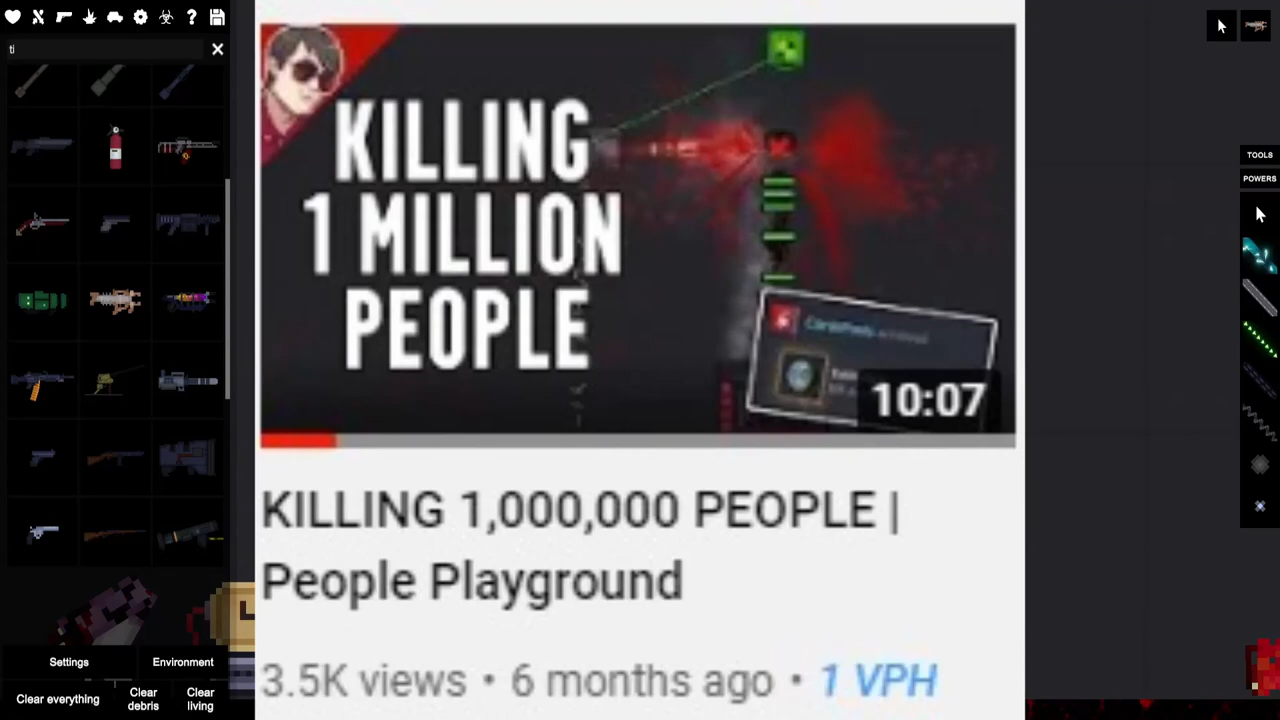 ti
KILLING
1 MILLION
PEOPLE
10:07
KILLING 1,000,000 PEOPLE |
People Playground
3.5K views • 6 months ago • 1 VPH
TOOLS
POWERS
Settings
Environment
Clear everything
Clear
debris
Clear
living